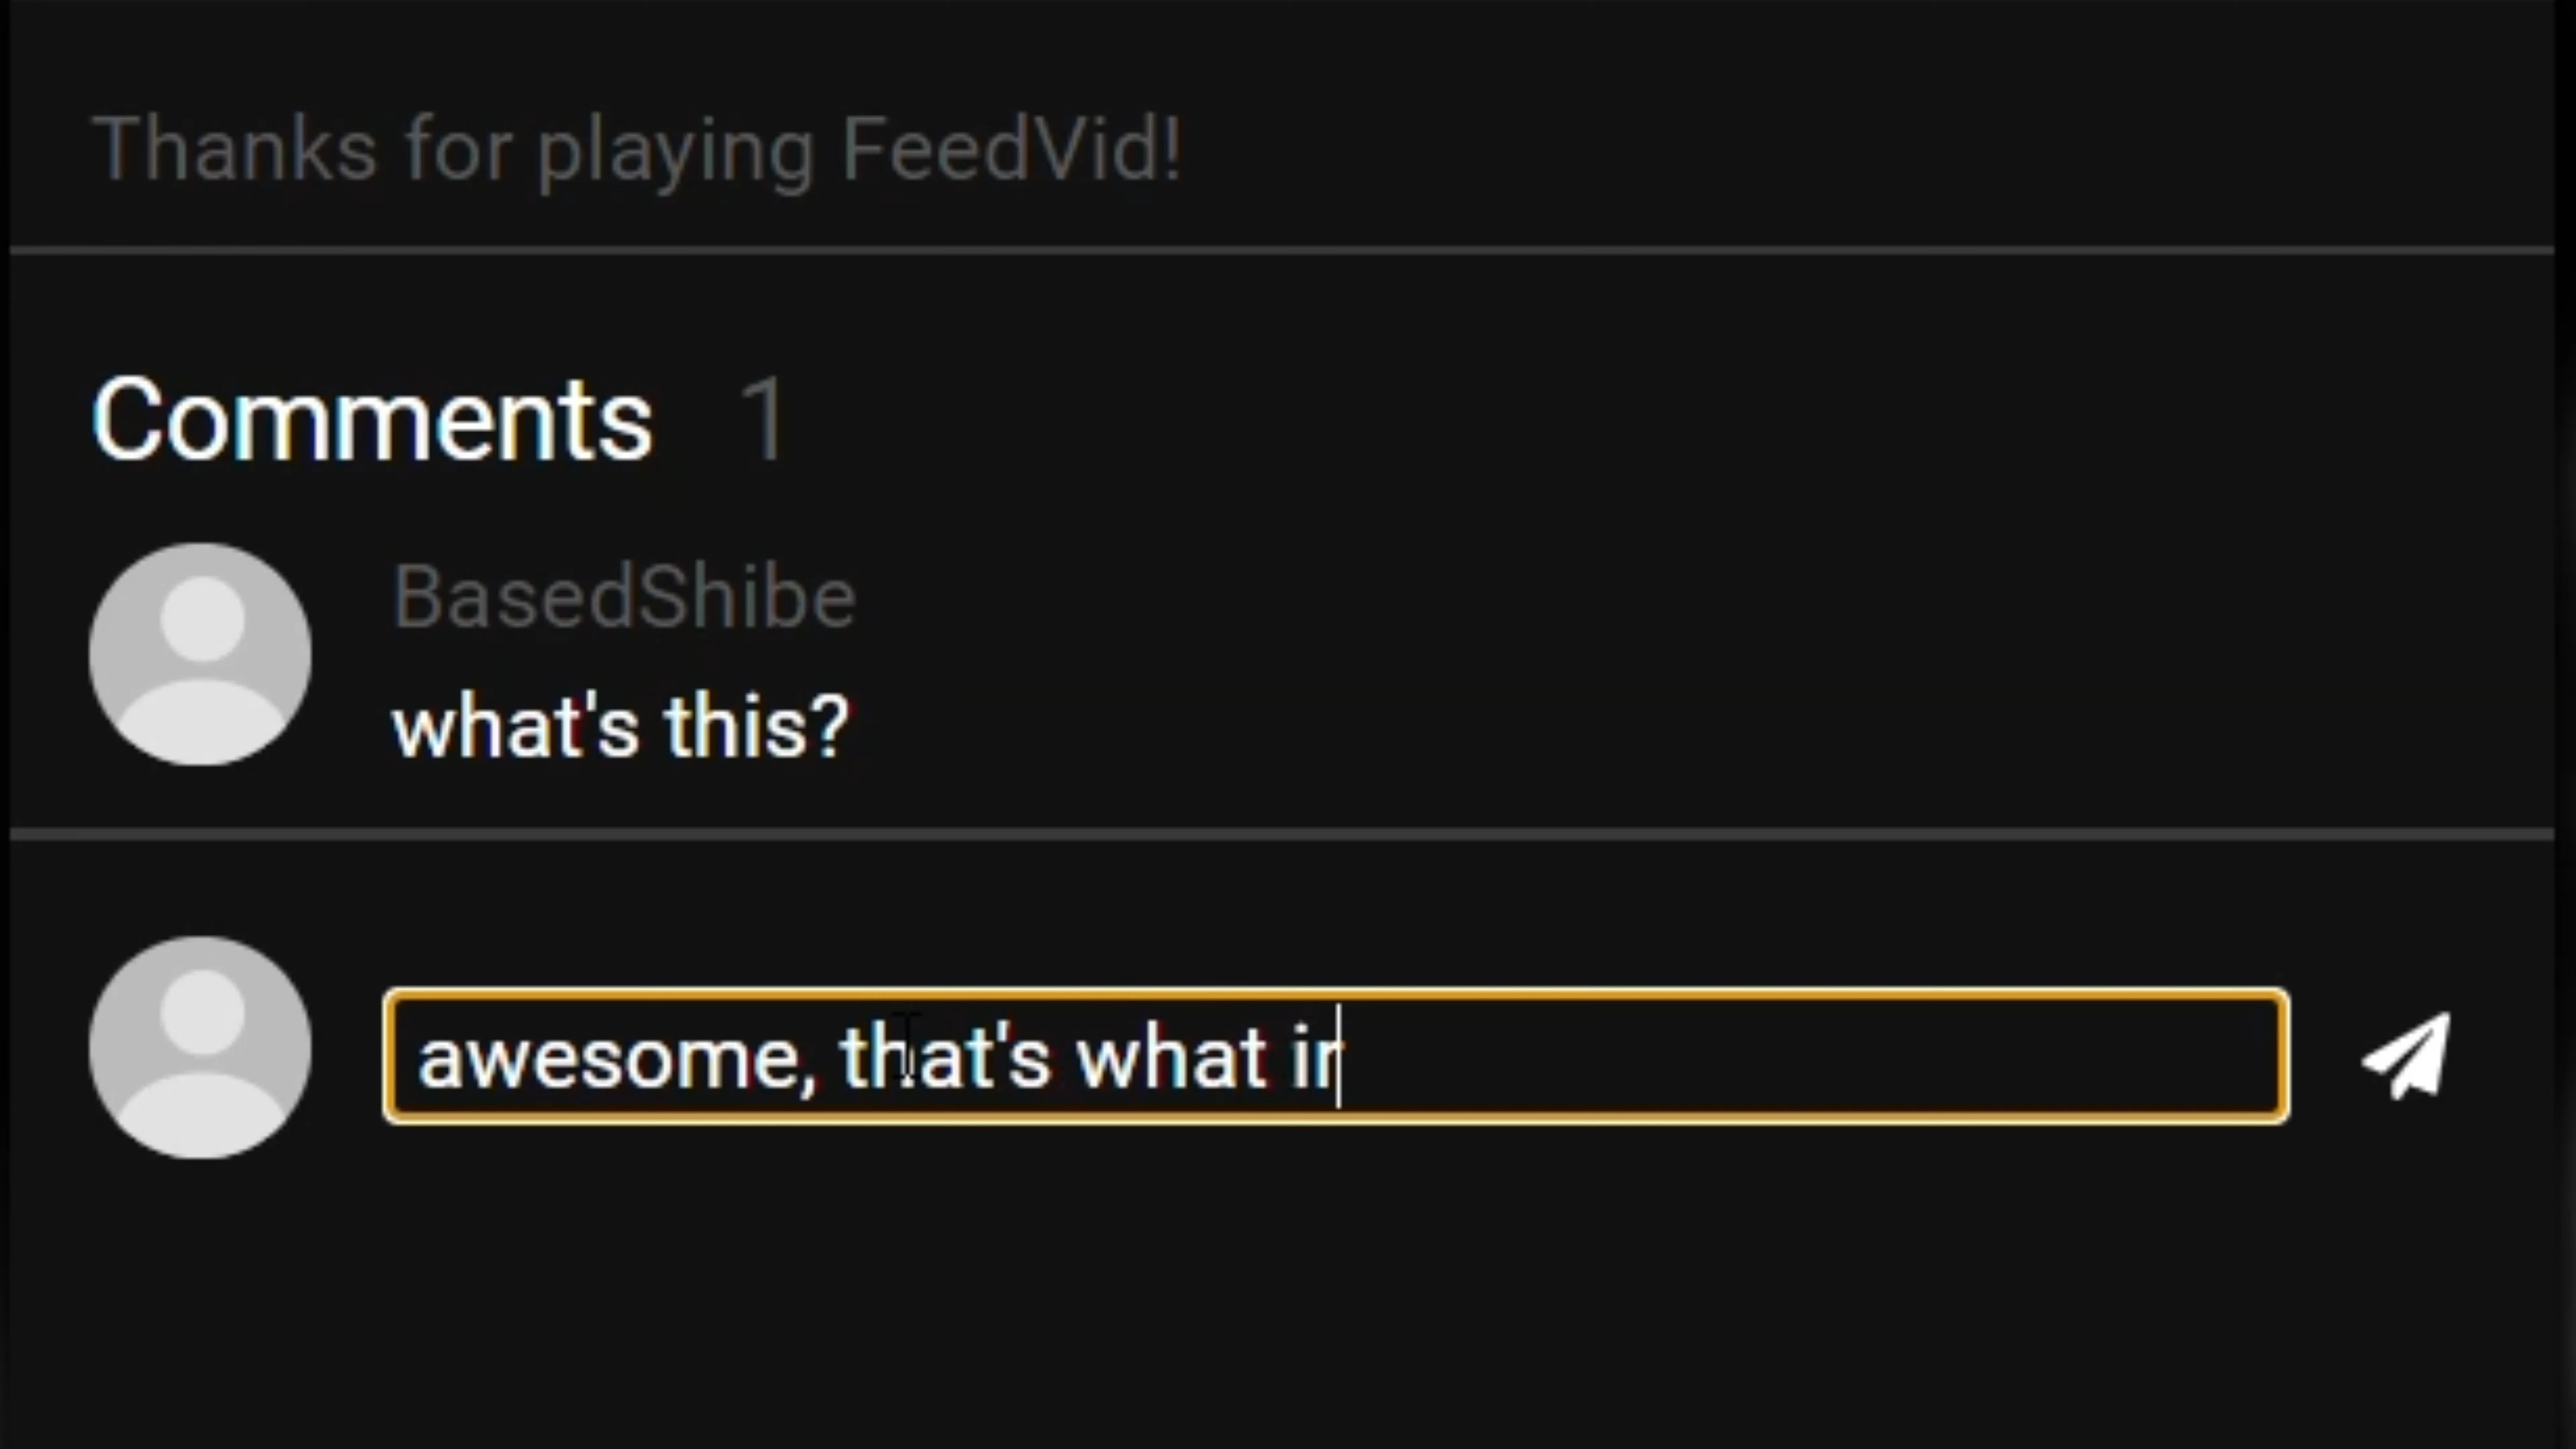 Thanks for playing FeedVid!
Comments 1
BasedShibe
what's this?
awesome, that's what ir